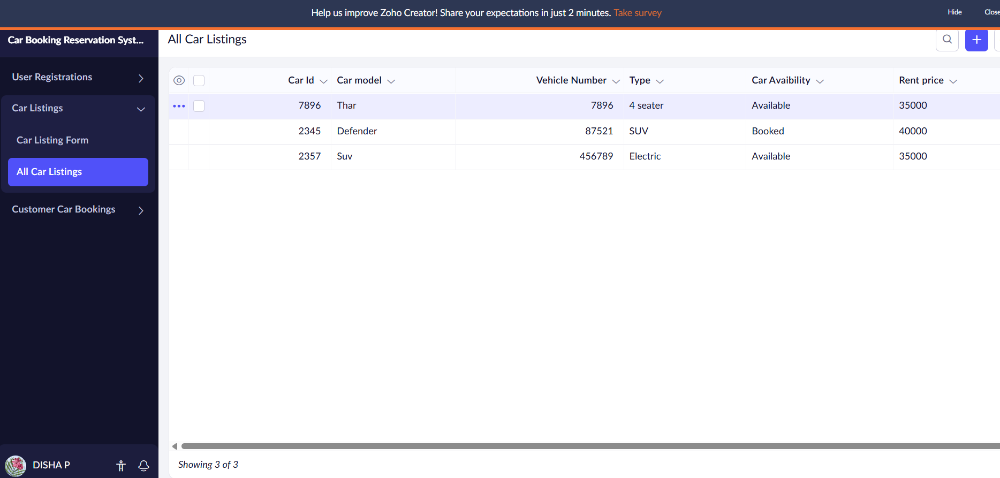 Help us improve Zoho Creator! Share your expectations in just 2 minutes. Take survey
Hide
Close
Car Booking Reservation Syst...
All Car Listings
User Registrations
Car Listings
Car Listing Form
All Car Listings
Customer Car Bookings
Car Id Car model Vehicle Number Type Car Avaibility Rent price
7896 Thar 7896 4 seater Available 35000
2345 Defender 87521 SUV Booked 40000
2357 Suv 456789 Electric Available 35000
DISHA P
Showing 3 of 3